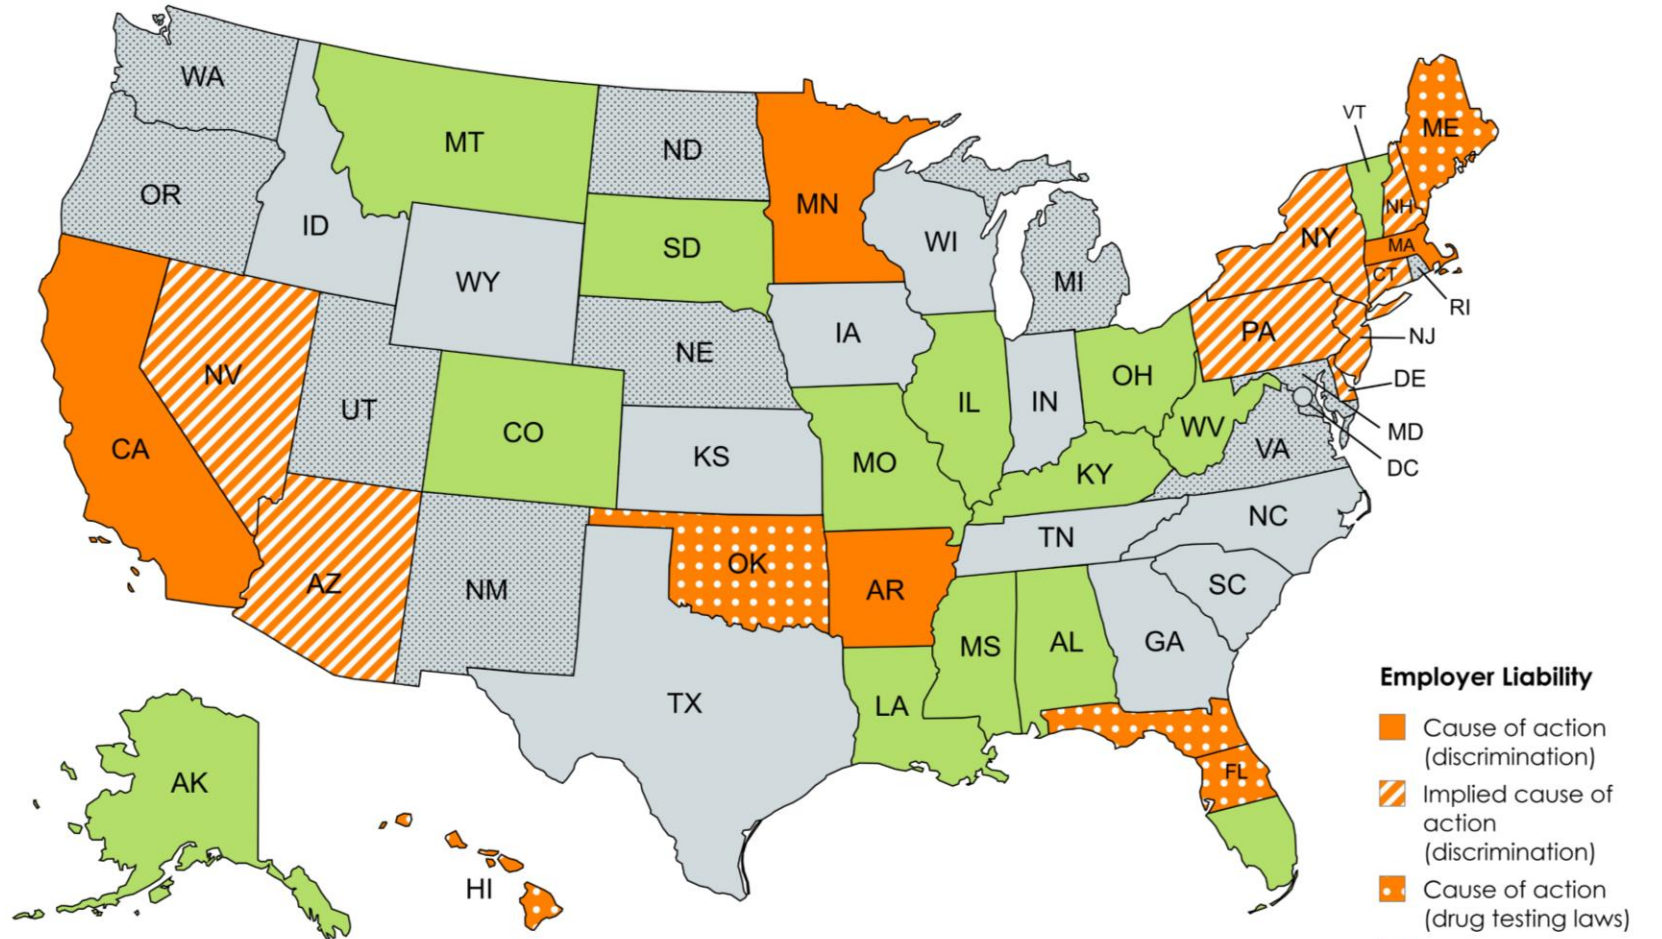 WA
MT
ND
MN
VT
ME
OR
ID
SD
WI
MI
NY
NH
MA
CT
RI
WY
IA
NE
PA
NJ
NV
UT
CO
IL
IN
OH
DE
CA
KS
MO
KY
WV
VA
MD
DC
AZ
NM
OK
AR
TN
NC
SC
MS
AL
GA
TX
LA
FL
AK
HI
Employer Liability
Cause of action
(discrimination)
Implied cause of
action
(discrimination)
Cause of action
(drug testing laws)